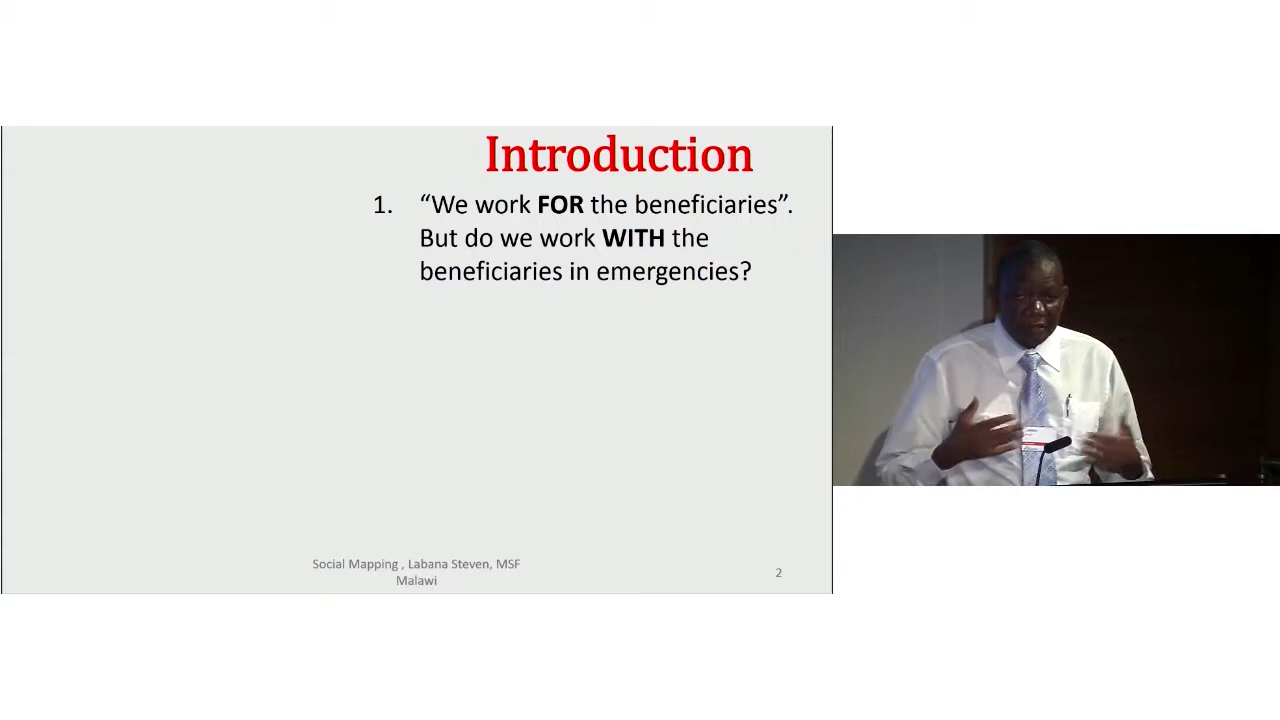 Introduction
1. “We work FOR the beneficiaries”.
But do we work WITH the
beneficiaries in emergencies?
Social Mapping , Labana Steven, MSF
Malawi
2